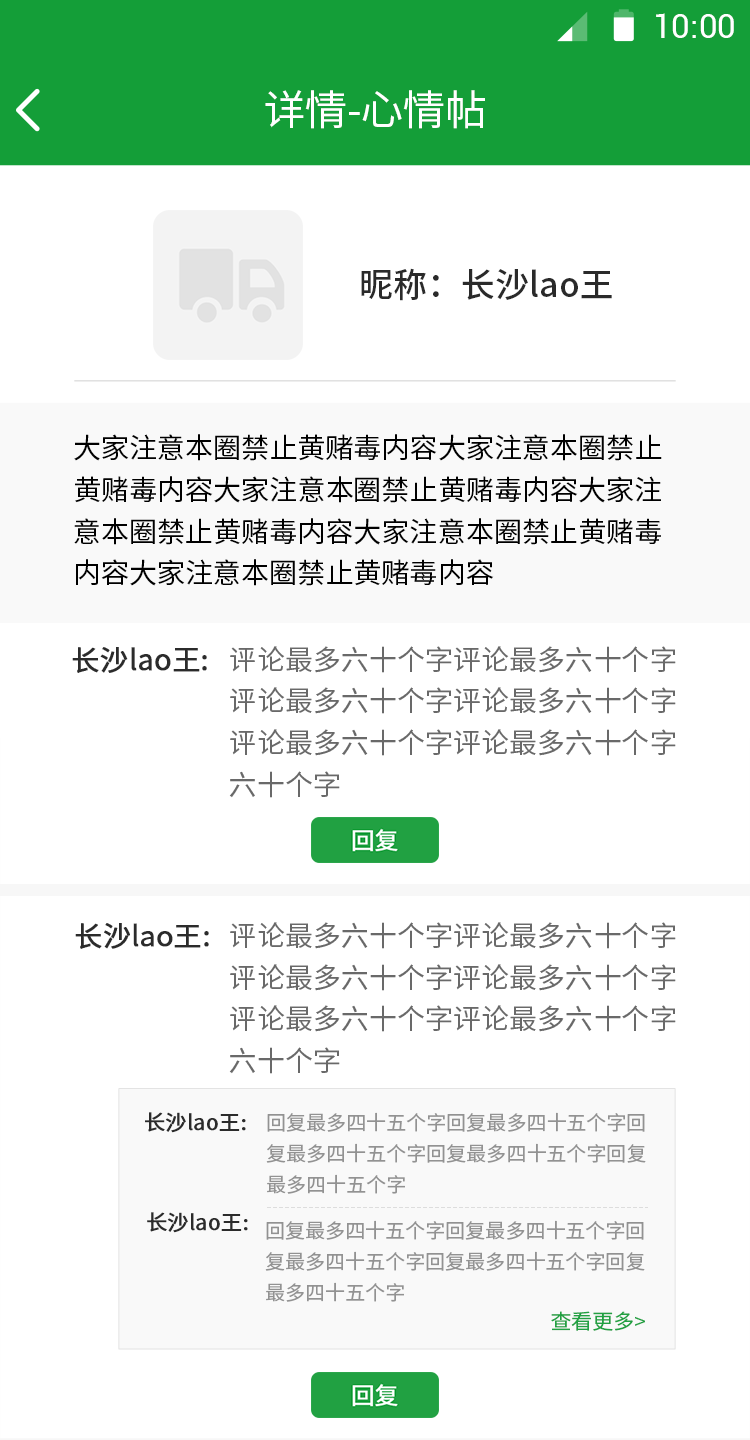 10:00
详情-心情帖
昵称：长沙lao王
大家注意本圈禁止黄赌毒内容大家注意本圈禁止
黄赌毒内容大家注意本圈禁止黄赌毒内容大家注
意本圈禁止黄赌毒内容大家注意本圈禁止黄赌毒
内容大家注意本圈禁止黄赌毒内容
长沙lao王: 评论最多六十个字评论最多六十个字
评论最多六十个字评论最多六十个字
评论最多六十个字评论最多六十个字
六十个字
回复
长沙lao王: 评论最多六十个字评论最多六十个字
评论最多六十个字评论最多六十个字
评论最多六十个字评论最多六十个字
六十个字
长沙lao王: 回复最多四十五个字回复最多四十五个字回
复最多四十五个字回复最多四十五个字回复
最多四十五个字
长沙lao王: 回复最多四十五个字回复最多四十五个字回
复最多四十五个字回复最多四十五个字回复
最多四十五个字
查看更多>
回复